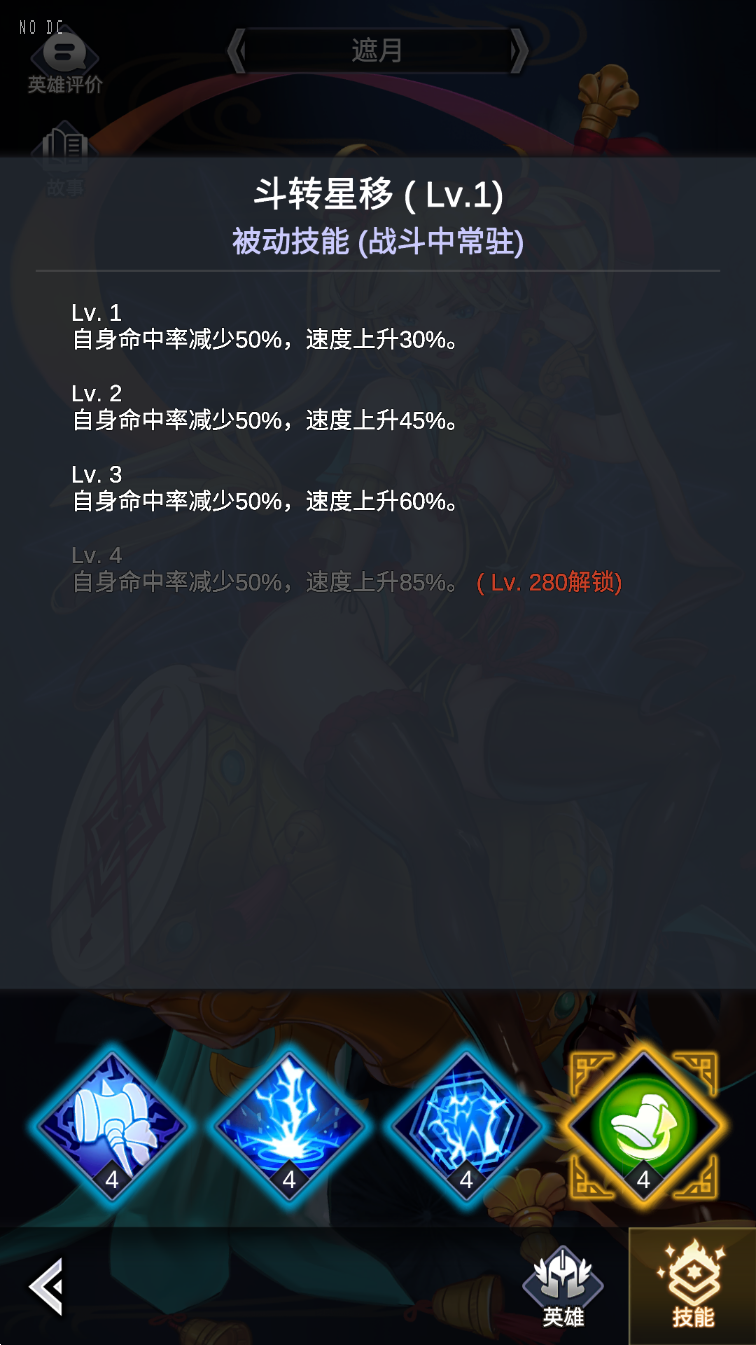 NO DC
遮月
英雄评价
故事
斗转星移 ( Lv.1)
被动技能 (战斗中常驻)
Lv. 1
自身命中率减少50%，速度上升30%。
Lv. 2
自身命中率减少50%，速度上升45%。
Lv. 3
自身命中率减少50%，速度上升60%。
Lv. 4
自身命中率减少50%，速度上升85%。 ( Lv. 280解锁)
4 4 4 4
英雄 技能